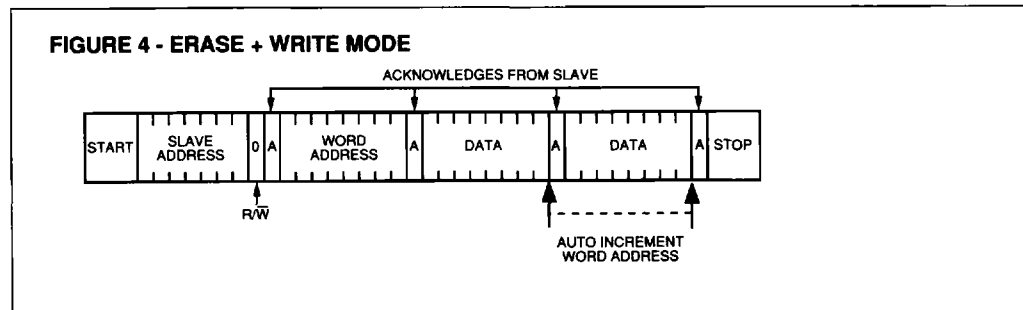 FIGURE 4 - ERASE + WRITE MODE
ACKNOWLEDGES FROM SLAVE
START SLAVE ADDRESS 0 A WORD ADDRESS A DATA A DATA A STOP
R/W̅
AUTO INCREMENT
WORD ADDRESS